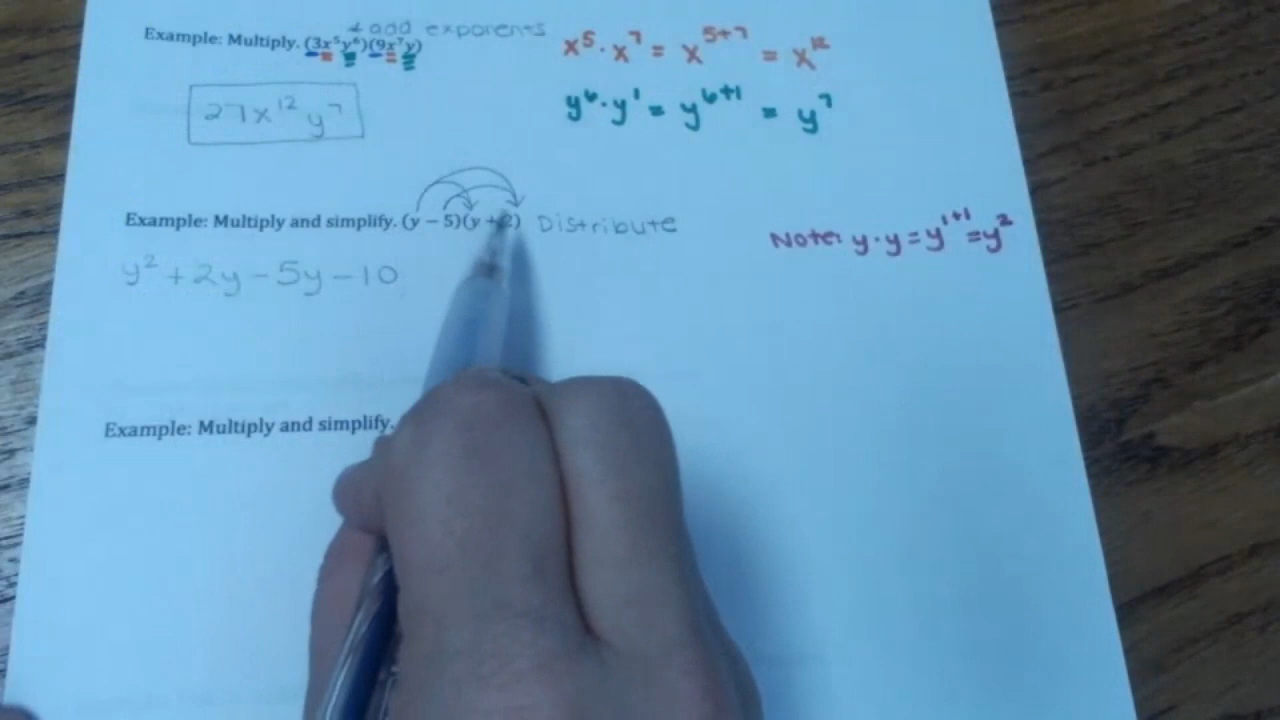 add exponents
Example: Multiply. (3x⁵y⁶)(9x⁷y)
x⁵·x⁷ = x⁵⁺⁷ = x¹²
27x¹²y⁷
y⁶·y¹ = y⁶⁺¹ = y⁷
Example: Multiply and simplify. (y – 5)(y + 2) Distribute
Note: y·y = y¹⁺¹ = y²
y² + 2y – 5y – 10
Example: Multiply and simplify.